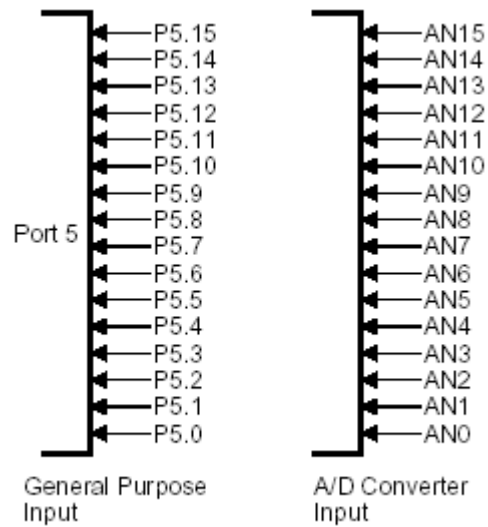 P5.15 AN15
P5.14 AN14
P5.13 AN13
P5.12 AN12
P5.11 AN11
P5.10 AN10
P5.9 AN9
P5.8 AN8
Port 5 P5.7 AN7
P5.6 AN6
P5.5 AN5
P5.4 AN4
P5.3 AN3
P5.2 AN2
P5.1 AN1
P5.0 AN0
General Purpose A/D Converter
Input Input